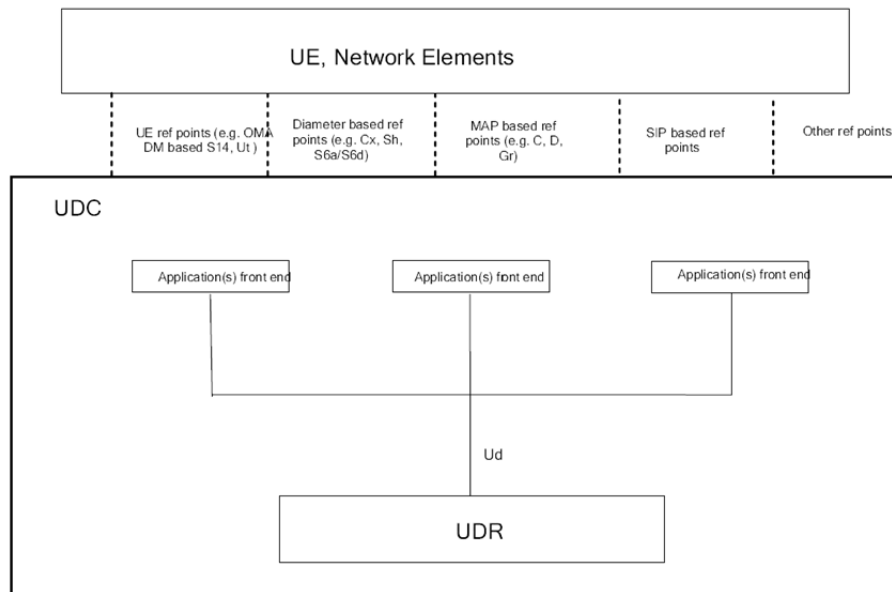 UE, Network Elements
UE ref points (e.g. OMA
DM based S14, Ut )
Diameter based ref
points (e.g. Cx, Sh,
S6a/S6d)
MAP based ref
points (e.g. C, D,
Gr)
SIP based ref
points
Other ref points
UDC
Application(s) front end
Application(s) front end
Application(s) front end
Ud
UDR